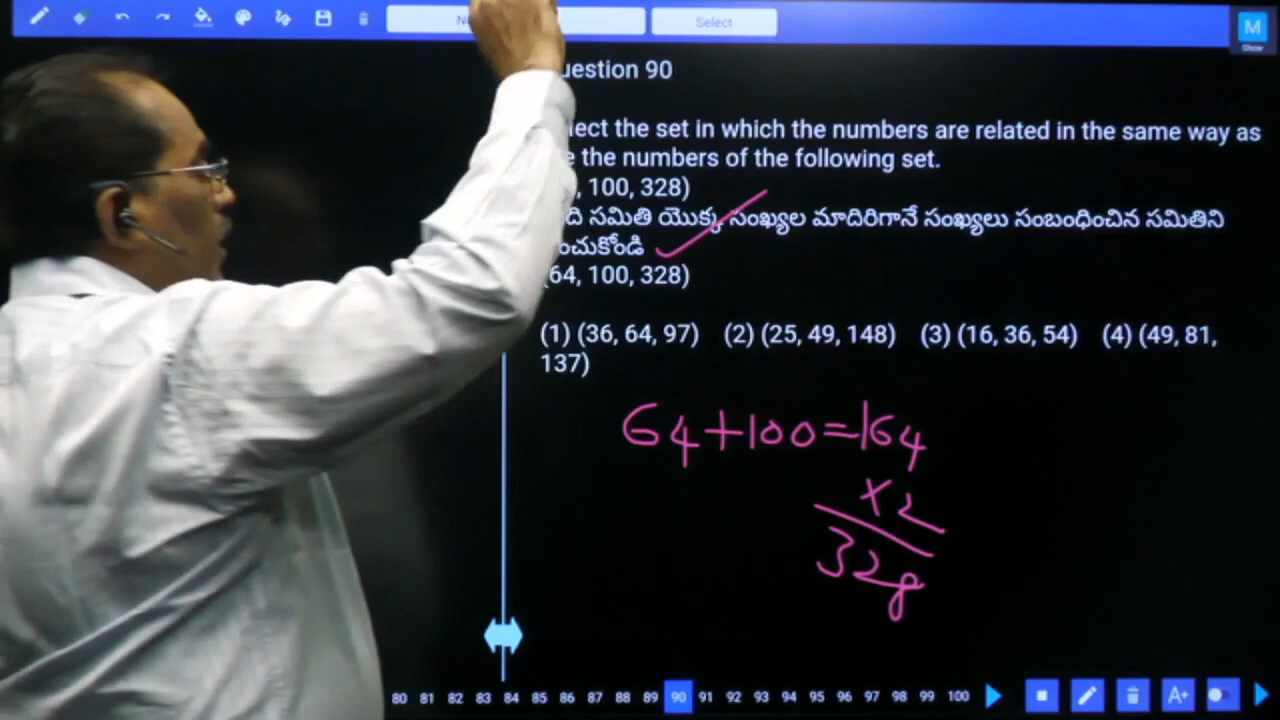 Select
M
Show
uestion 90
lect the set in which the numbers are related in the same way as
e the numbers of the following set.
, 100, 328)
ది సమితి యొక్క సంఖ్యల మాదిరిగానే సంఖ్యలు సంబంధించిన సమితిని
ంచుకోండి
(64, 100, 328)
(1) (36, 64, 97) (2) (25, 49, 148) (3) (16, 36, 54) (4) (49, 81,
137)
64+100=164
×2
328
80 81 82 83 84 85 86 87 88 89 90 91 92 93 94 95 96 97 98 99 100
A+